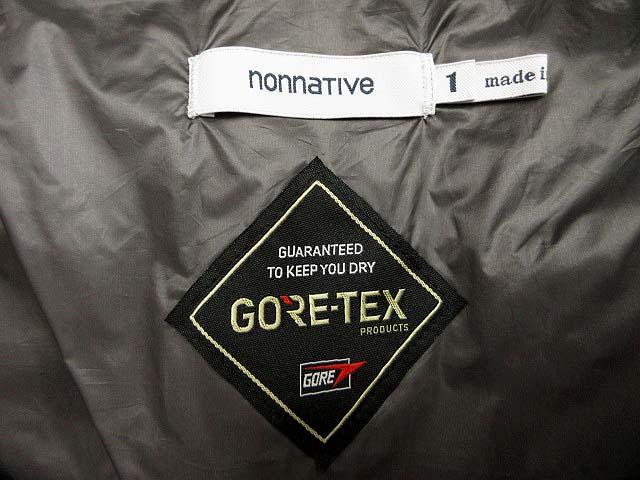 nonnative
1 made
GUARANTEED
TO KEEP YOU DRY
GORE-TEX
PRODUCTS
GORE